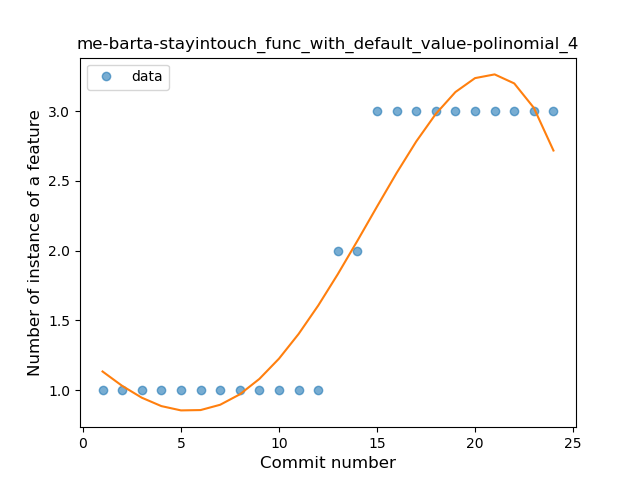 me-barta-stayintouch_func_with_default_value-polinomial_4
data
Number of instance of a feature
3.0
2.5
2.0
1.5
1.0
0 5 10 15 20 25
Commit number